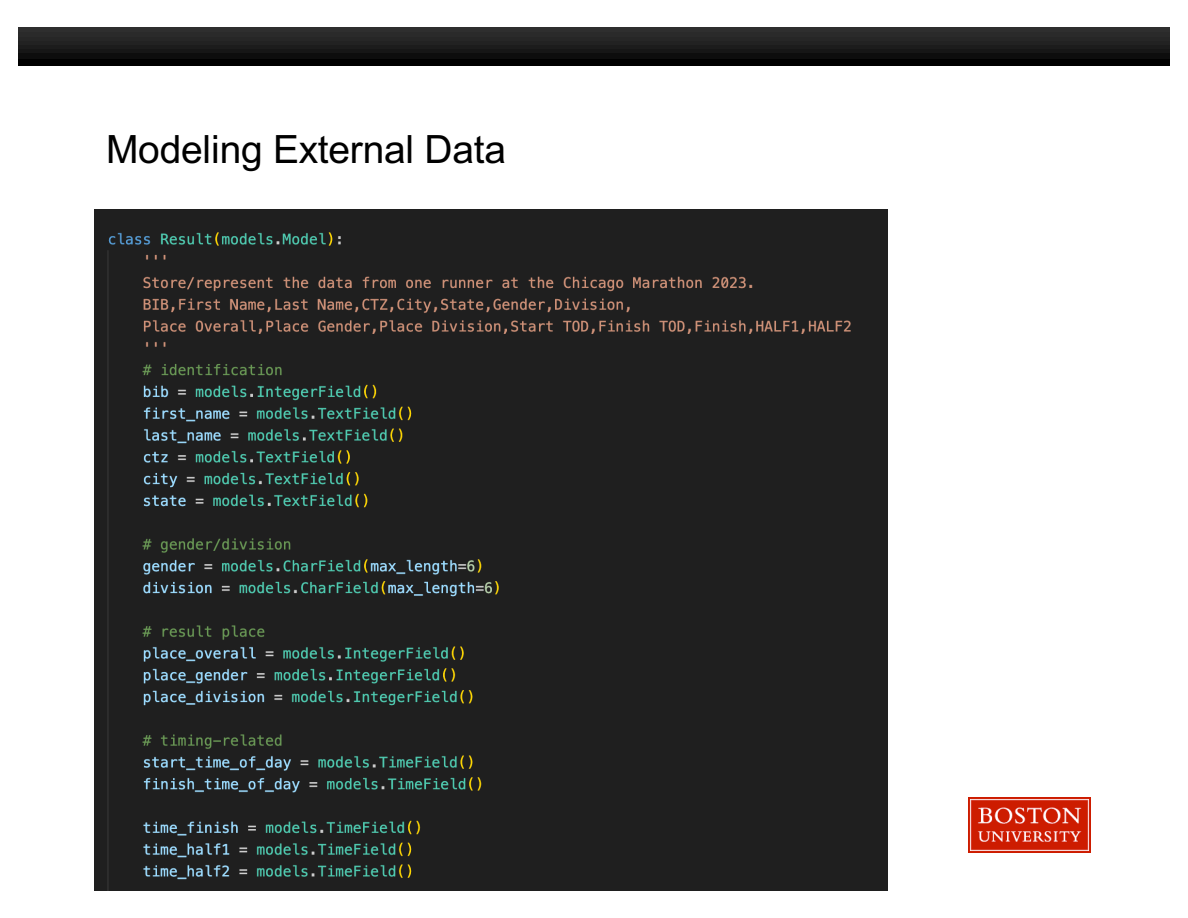 Modeling External Data
class Result(models.Model):
    '''
    Store/represent the data from one runner at the Chicago Marathon 2023.
    BIB,First Name,Last Name,CTZ,City,State,Gender,Division,
    Place Overall,Place Gender,Place Division,Start TOD,Finish TOD,Finish,HALF1,HALF2
    '''
    # identification
    bib = models.IntegerField()
    first_name = models.TextField()
    last_name = models.TextField()
    ctz = models.TextField()
    city = models.TextField()
    state = models.TextField()
    # gender/division
    gender = models.CharField(max_length=6)
    division = models.CharField(max_length=6)
    # result place
    place_overall = models.IntegerField()
    place_gender = models.IntegerField()
    place_division = models.IntegerField()
    # timing-related
    start_time_of_day = models.TimeField()
    finish_time_of_day = models.TimeField()
    time_finish = models.TimeField()
    time_half1 = models.TimeField()
    time_half2 = models.TimeField()
BOSTON
UNIVERSITY